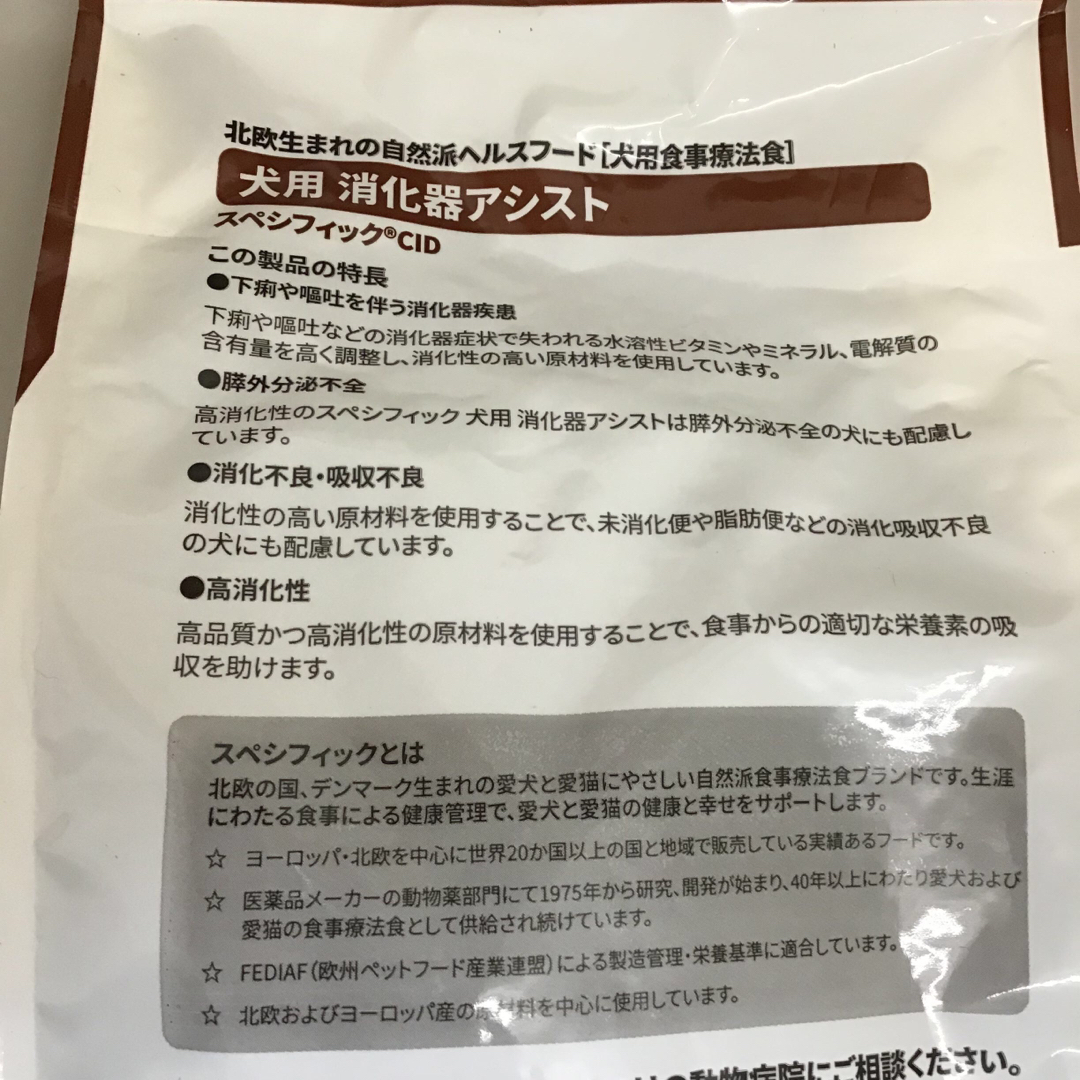 北欧生まれの自然派ヘルスフード[犬用食事療法食]
犬用 消化器アシスト
スペシフィック®CID
この製品の特長
●下痢や嘔吐を伴う消化器疾患
下痢や嘔吐などの消化器症状で失われる水溶性ビタミンやミネラル、電解質の
含有量を高く調整し、消化性の高い原材料を使用しています。
●膵外分泌不全
高消化性のスペシフィック 犬用 消化器アシストは膵外分泌不全の犬にも配慮し
ています。
●消化不良・吸収不良
消化性の高い原材料を使用することで、未消化便や脂肪便などの消化吸収不良
の犬にも配慮しています。
●高消化性
高品質かつ高消化性の原材料を使用することで、食事からの適切な栄養素の吸
収を助けます。
スペシフィックとは
北欧の国、デンマーク生まれの愛犬と愛猫にやさしい自然派食事療法食ブランドです。生涯
にわたる食事による健康管理で、愛犬と愛猫の健康と幸せをサポートします。
☆ ヨーロッパ・北欧を中心に世界20か国以上の国と地域で販売している実績あるフードです。
☆ 医薬品メーカーの動物薬部門にて1975年から研究、開発が始まり、40年以上にわたり愛犬および
愛猫の食事療法食として供給され続けています。
☆ FEDIAF(欧州ペットフード産業連盟)による製造管理・栄養基準に適合しています。
☆ 北欧およびヨーロッパ産の原材料を中心に使用しています。
の動物病院にご相談ください。